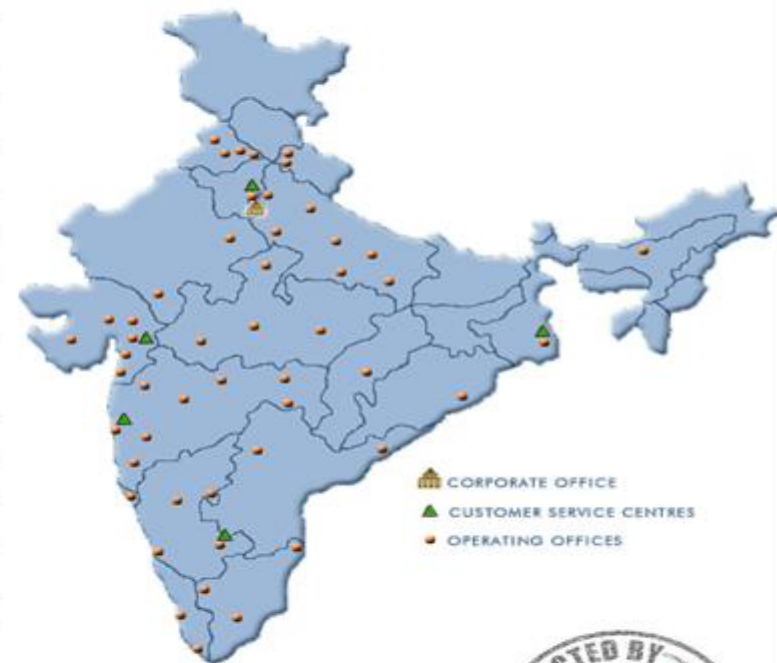 CORPORATE OFFICE
CUSTOMER SERVICE CENTRES
OPERATING OFFICES
TED BY